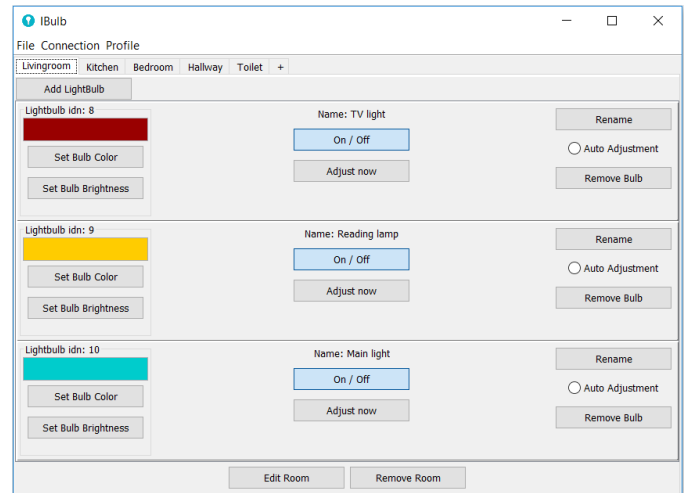 IBulb
File Connection Profile
Livingroom Kitchen Bedroom Hallway Toilet +
Add LightBulb
Lightbulb idn: 8
Name: TV light
Rename
On / Off
Auto Adjustment
Set Bulb Color
Adjust now
Remove Bulb
Set Bulb Brightness
Lightbulb idn: 9
Name: Reading lamp
Rename
On / Off
Auto Adjustment
Set Bulb Color
Adjust now
Remove Bulb
Set Bulb Brightness
Lightbulb idn: 10
Name: Main light
Rename
On / Off
Auto Adjustment
Set Bulb Color
Adjust now
Remove Bulb
Set Bulb Brightness
Edit Room Remove Room